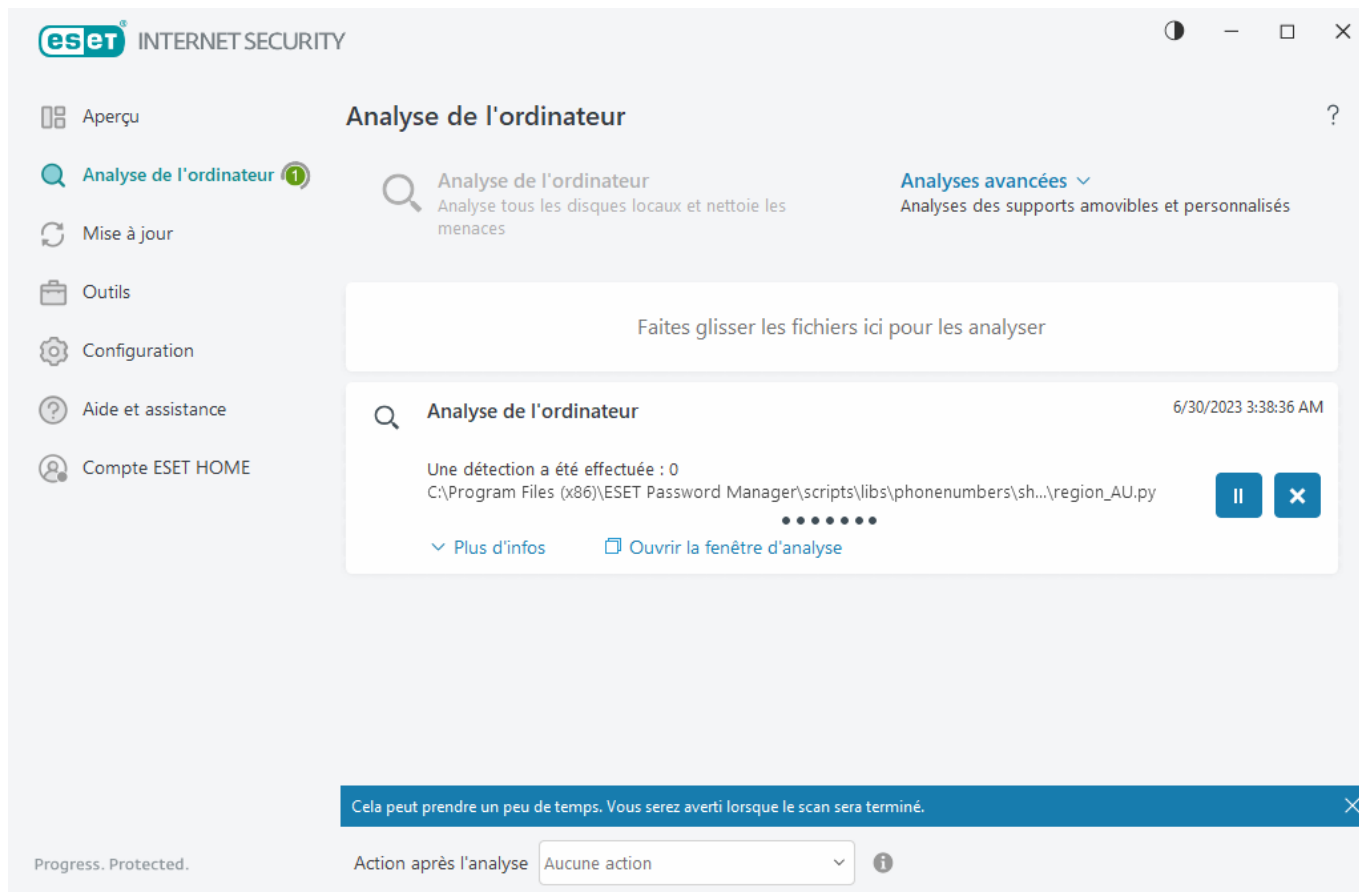 eset® INTERNET SECURITY
Aperçu
Analyse de l'ordinateur 1
Mise à jour
Outils
Configuration
Aide et assistance
Compte ESET HOME
Progress. Protected.
Analyse de l'ordinateur
?
Analyse de l'ordinateur
Analyse tous les disques locaux et nettoie les
menaces
Analyses avancées
Analyses des supports amovibles et personnalisés
Faites glisser les fichiers ici pour les analyser
Analyse de l'ordinateur
6/30/2023 3:38:36 AM
Une détection a été effectuée : 0
C:\Program Files (x86)\ESET Password Manager\scripts\libs\phonenumbers\sh...\region_AU.py
Plus d'infos
Ouvrir la fenêtre d'analyse
Cela peut prendre un peu de temps. Vous serez averti lorsque le scan sera terminé.
Action après l'analyse
Aucune action